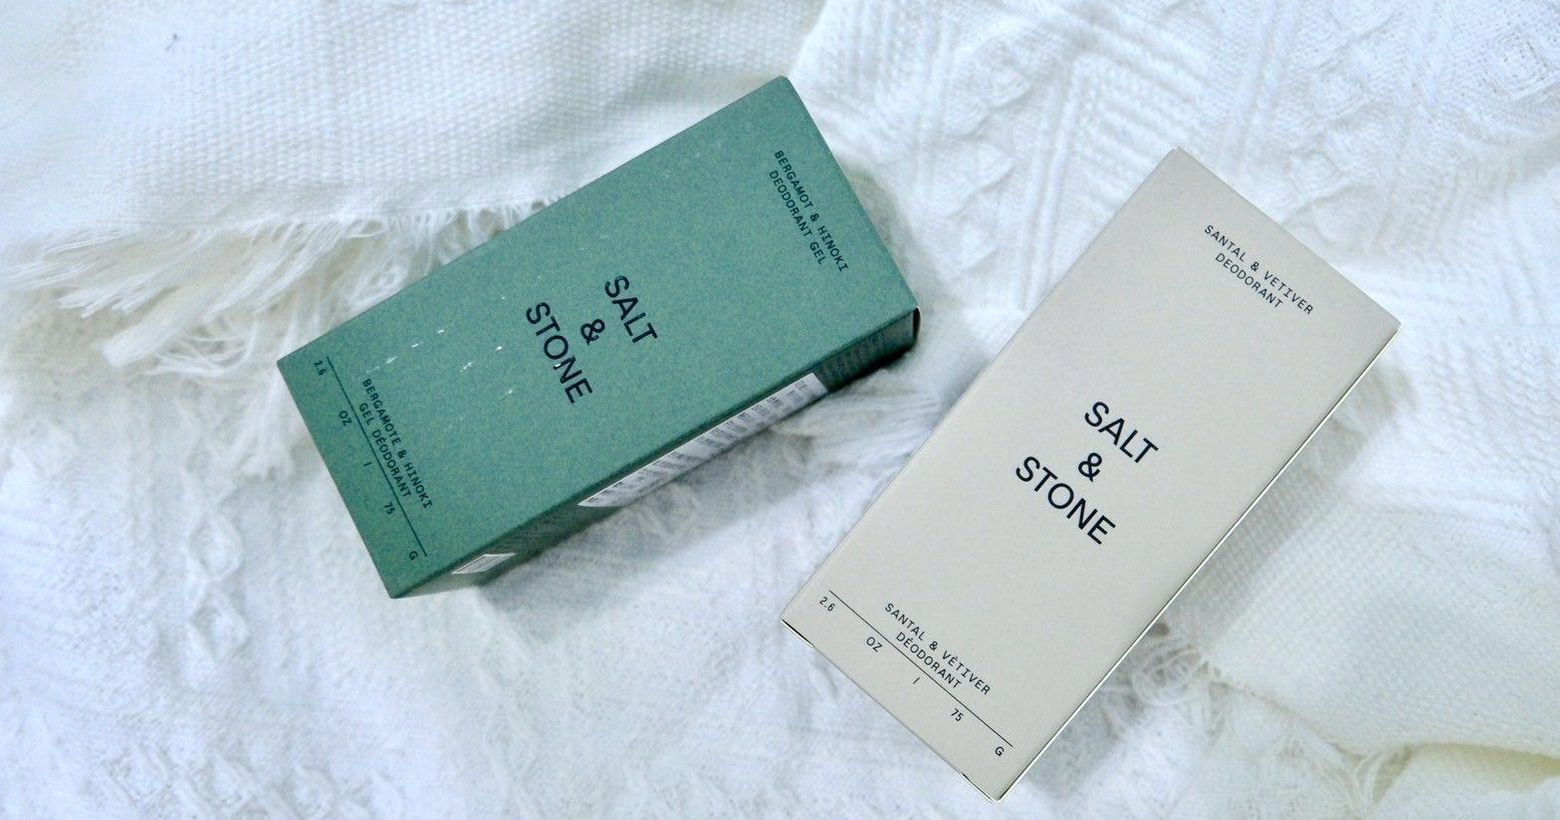 BERGAMOT & HINOKI
DEODORANT GEL
SALT
&
STONE
BERGAMOTE & HINOKI
GEL DÉODORANT
2.6 OZ / 75 G
SANTAL & VETIVER
DEODORANT
SALT
&
STONE
SANTAL & VÉTIVER
DÉODORANT
2.6 OZ / 75 G